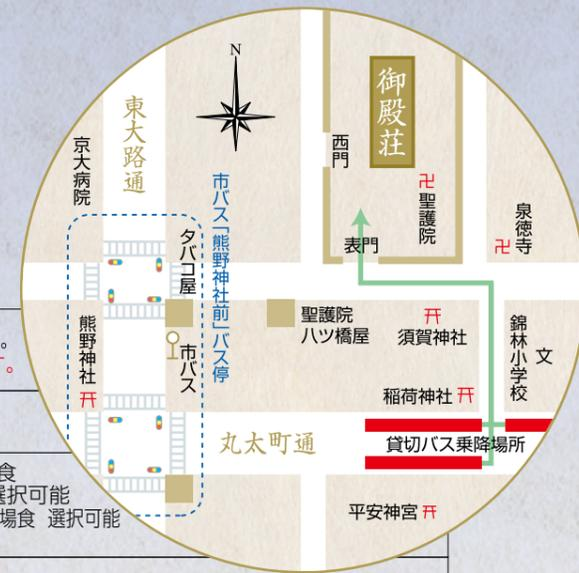 N
東大路通
京大病院
御殿荘
西門
卍
聖護院
泉徳寺
卍
表門
市バス「熊野神社前」バス停
タバコ屋
市バス
聖護院
八ツ橋屋
須賀神社
錦林小学校
文
熊野神社
稲荷神社
貸切バス乗降場所
丸太町通
平安神宮
。
す。
食
選択可能
場食 選択可能